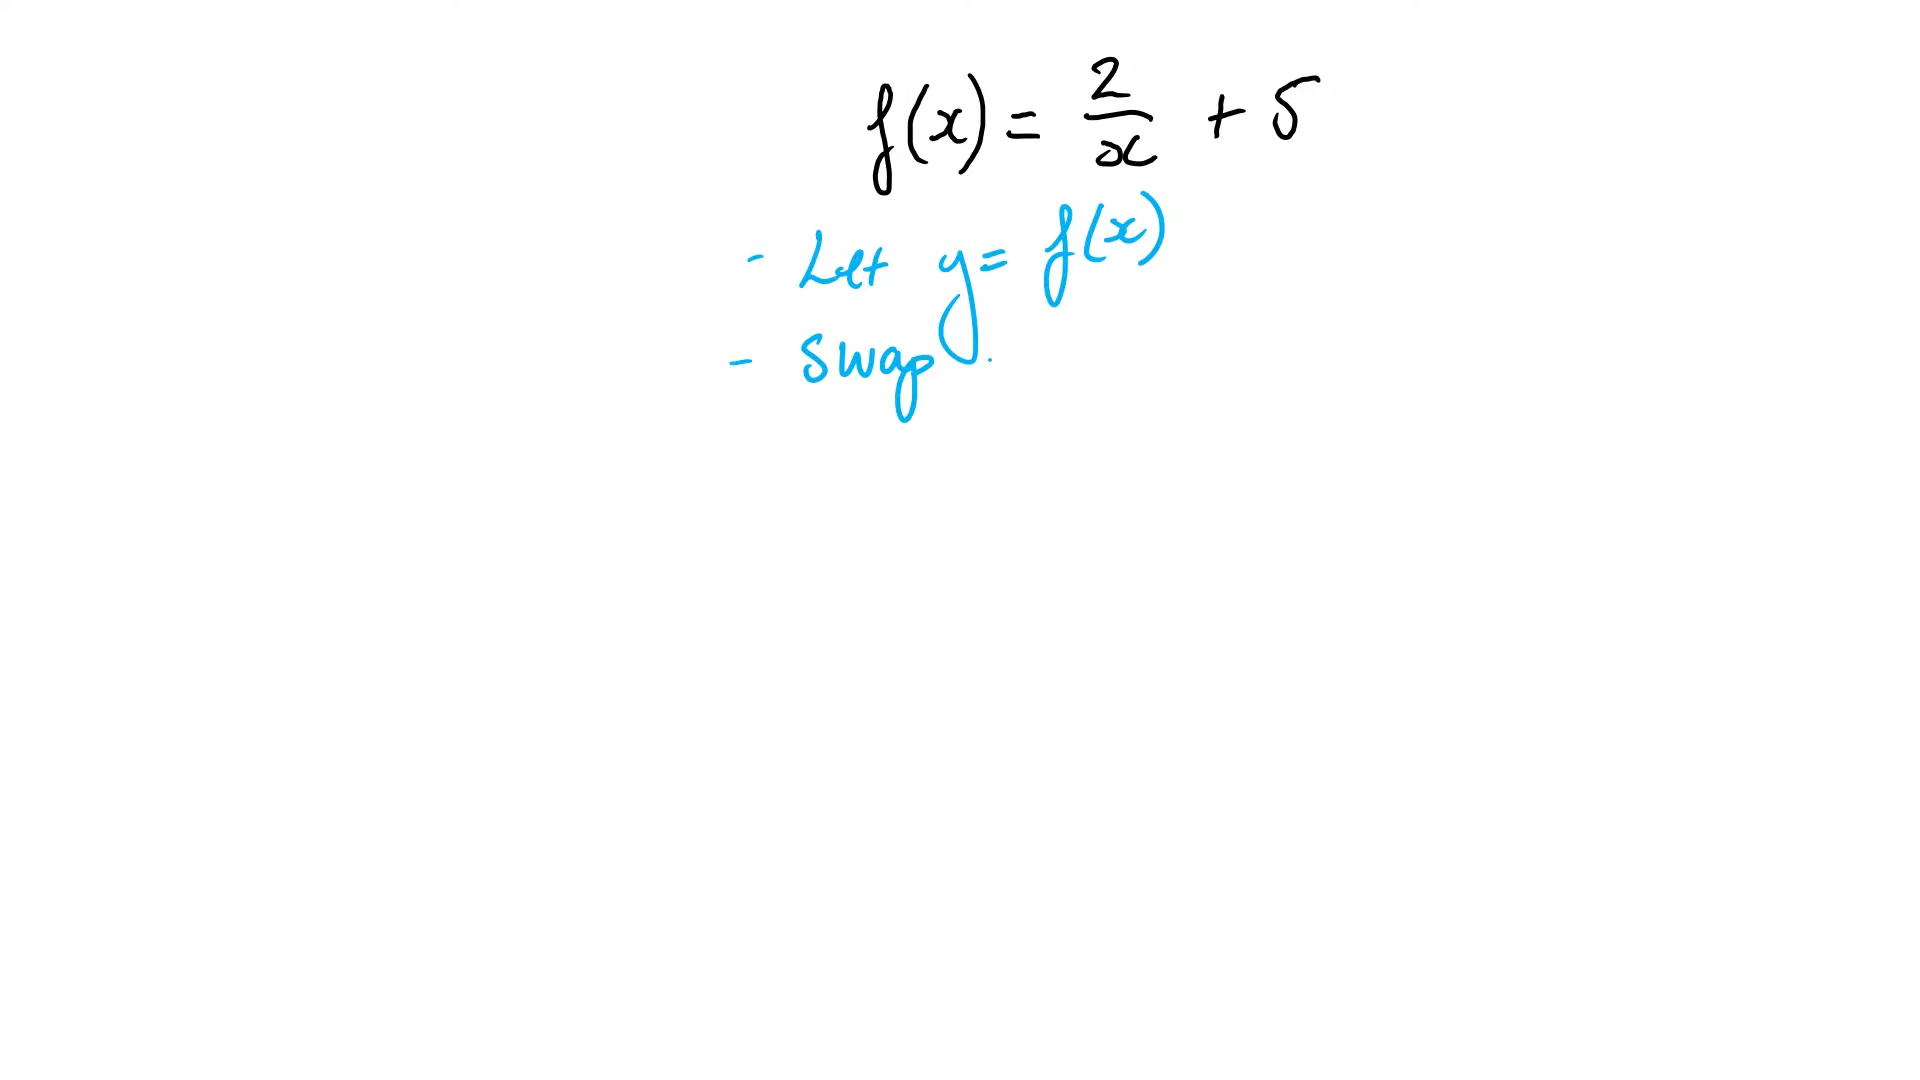 f(x) = 2/x + 5
- Let y = f(x)
- swap